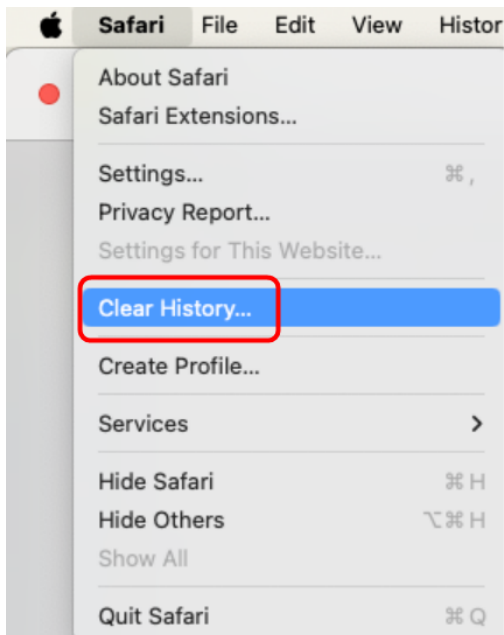 Safari File Edit View Histor
About Safari
Safari Extensions...
Settings... ⌘ ,
Privacy Report...
Settings for This Website...
Clear History...
Create Profile...
Services
Hide Safari ⌘ H
Hide Others ⌥ ⌘ H
Show All
Quit Safari ⌘ Q